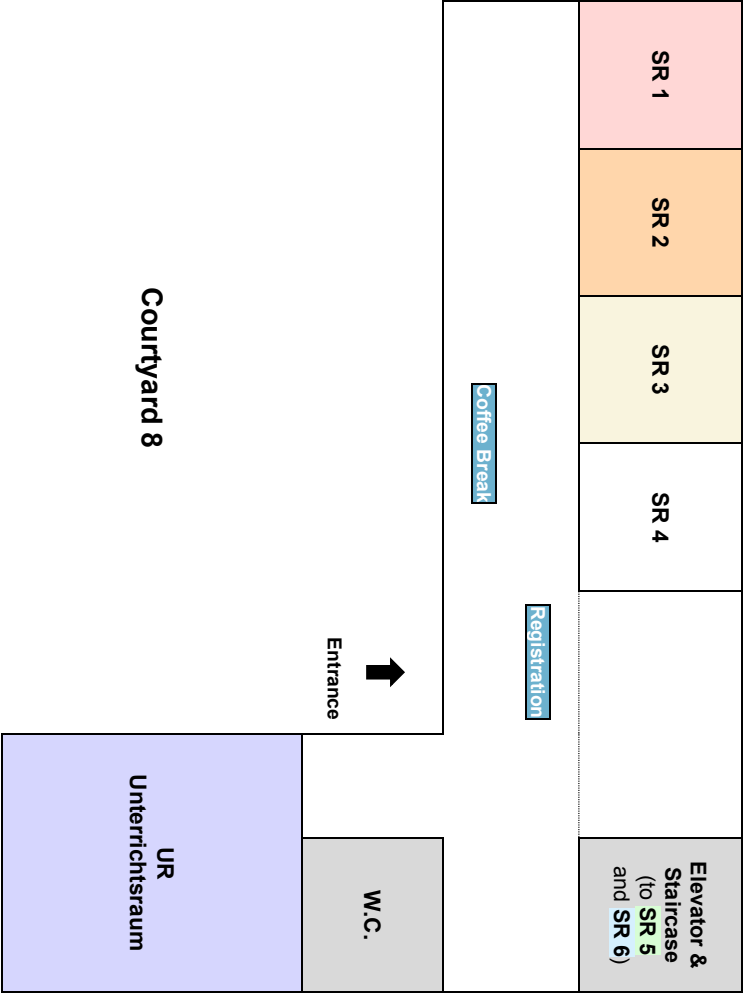 SR 1
SR 2
SR 3
SR 4
Coffee Break
Registration
Courtyard 8
Entrance
Elevator &
Staircase
(to SR 5
and SR 6)
W.C.
UR
Unterrichtsraum